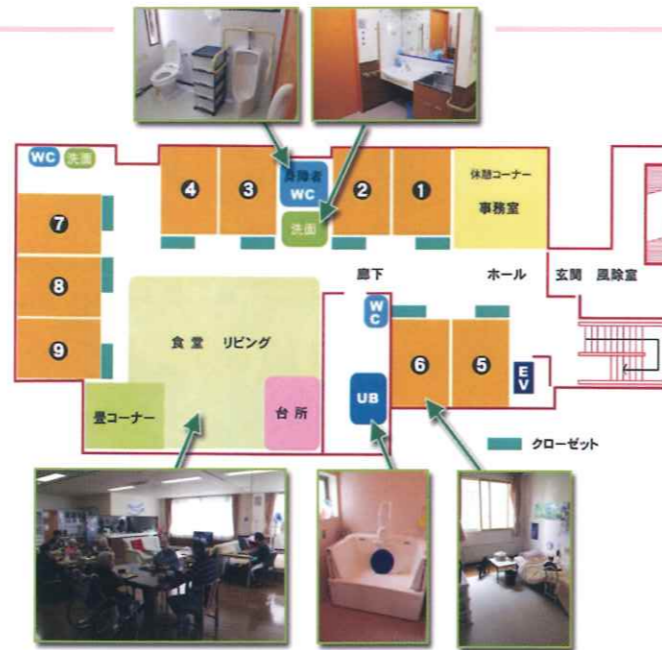 WC
洗面
❹
❸
身障者
WC
洗面
❷
❶
休憩コーナー
事務室
❼
❽
❾
廊下
ホール
玄関
風除室
食堂 リビング
WC
❻
❺
EV
畳コーナー
台所
UB
クローゼット